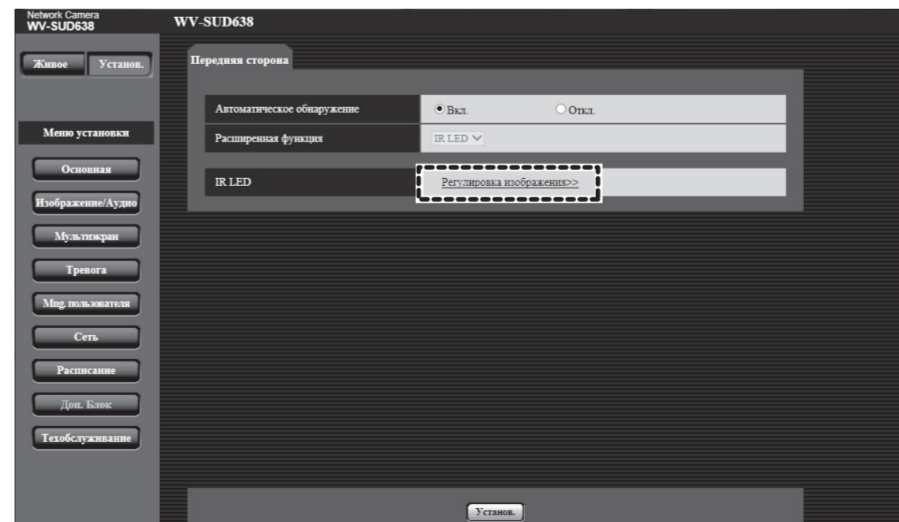 Network Camera
WV-SUD638
WV-SUD638
Живое
Установ.
Передняя сторона
Автоматическое обнаружение
Вкл.
Откл.
Расширенная функция
IR LED
IR LED
Регулировка изображения>>
Меню установки
Основная
Изображение/Аудио
Мультиэкран
Тревога
Mng. пользователя
Сеть
Расписание
Доп. Блок
Техобслуживание
Установ.